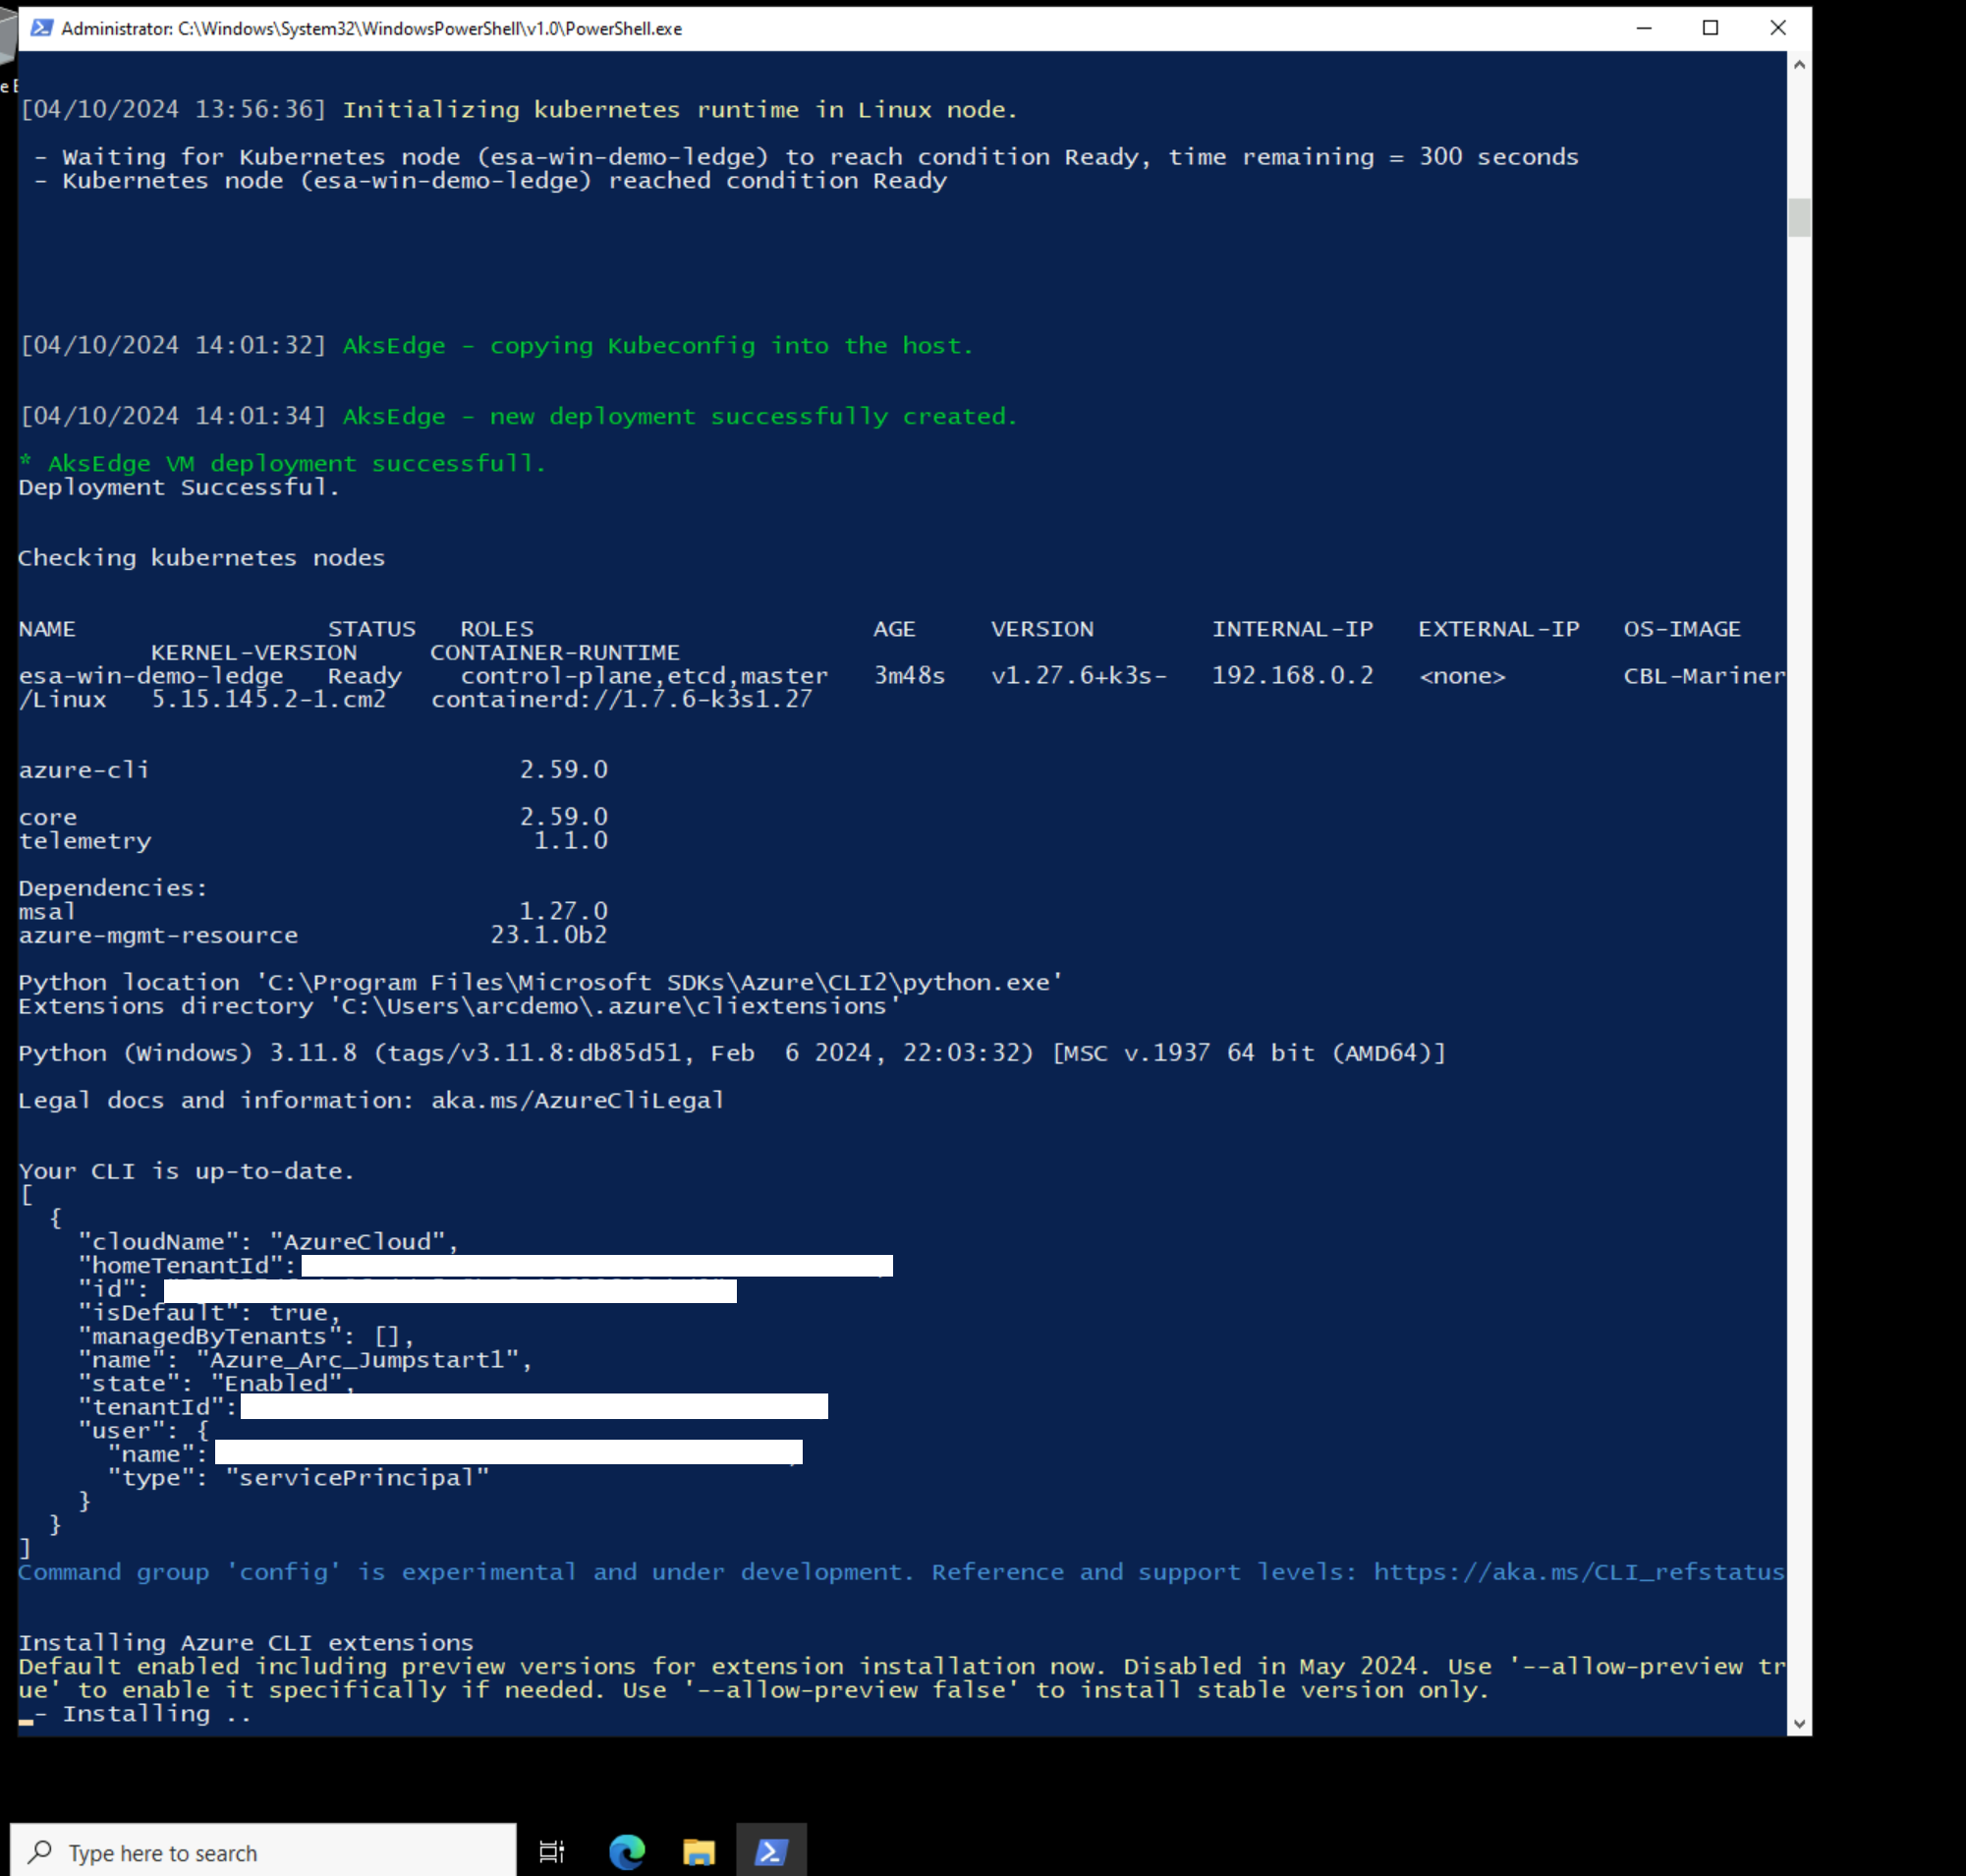 Administrator: C:\Windows\System32\WindowsPowerShell\v1.0\PowerShell.exe
[04/10/2024 13:56:36] Initializing kubernetes runtime in Linux node.
- Waiting for Kubernetes node (esa-win-demo-ledge) to reach condition Ready, time remaining = 300 seconds
- Kubernetes node (esa-win-demo-ledge) reached condition Ready
[04/10/2024 14:01:32] AksEdge - copying Kubeconfig into the host.
[04/10/2024 14:01:34] AksEdge - new deployment successfully created.
* AksEdge VM deployment successfull.
Deployment Successful.
Checking kubernetes nodes
NAME STATUS ROLES AGE VERSION INTERNAL-IP EXTERNAL-IP OS-IMAGE
KERNEL-VERSION CONTAINER-RUNTIME
esa-win-demo-ledge Ready control-plane,etcd,master 3m48s v1.27.6+k3s- 192.168.0.2 <none> CBL-Mariner
/Linux 5.15.145.2-1.cm2 containerd://1.7.6-k3s1.27
azure-cli 2.59.0
core 2.59.0
telemetry 1.1.0
Dependencies:
msal 1.27.0
azure-mgmt-resource 23.1.0b2
Python location 'C:\Program Files\Microsoft SDKs\Azure\CLI2\python.exe'
Extensions directory 'C:\Users\arcdemo\.azure\cliextensions'
Python (Windows) 3.11.8 (tags/v3.11.8:db85d51, Feb  6 2024, 22:03:32) [MSC v.1937 64 bit (AMD64)]
Legal docs and information: aka.ms/AzureCliLegal
Your CLI is up-to-date.
[
{
"cloudName": "AzureCloud",
"homeTenantId":
"id":
"isDefault": true,
"managedByTenants": [],
"name": "Azure_Arc_Jumpstart1",
"state": "Enabled",
"tenantId":
"user": {
"name":
"type": "servicePrincipal"
}
}
]
Command group 'config' is experimental and under development. Reference and support levels: https://aka.ms/CLI_refstatus
Installing Azure CLI extensions
Default enabled including preview versions for extension installation now. Disabled in May 2024. Use '--allow-preview tr
ue' to enable it specifically if needed. Use '--allow-preview false' to install stable version only.
- Installing ..
Type here to search